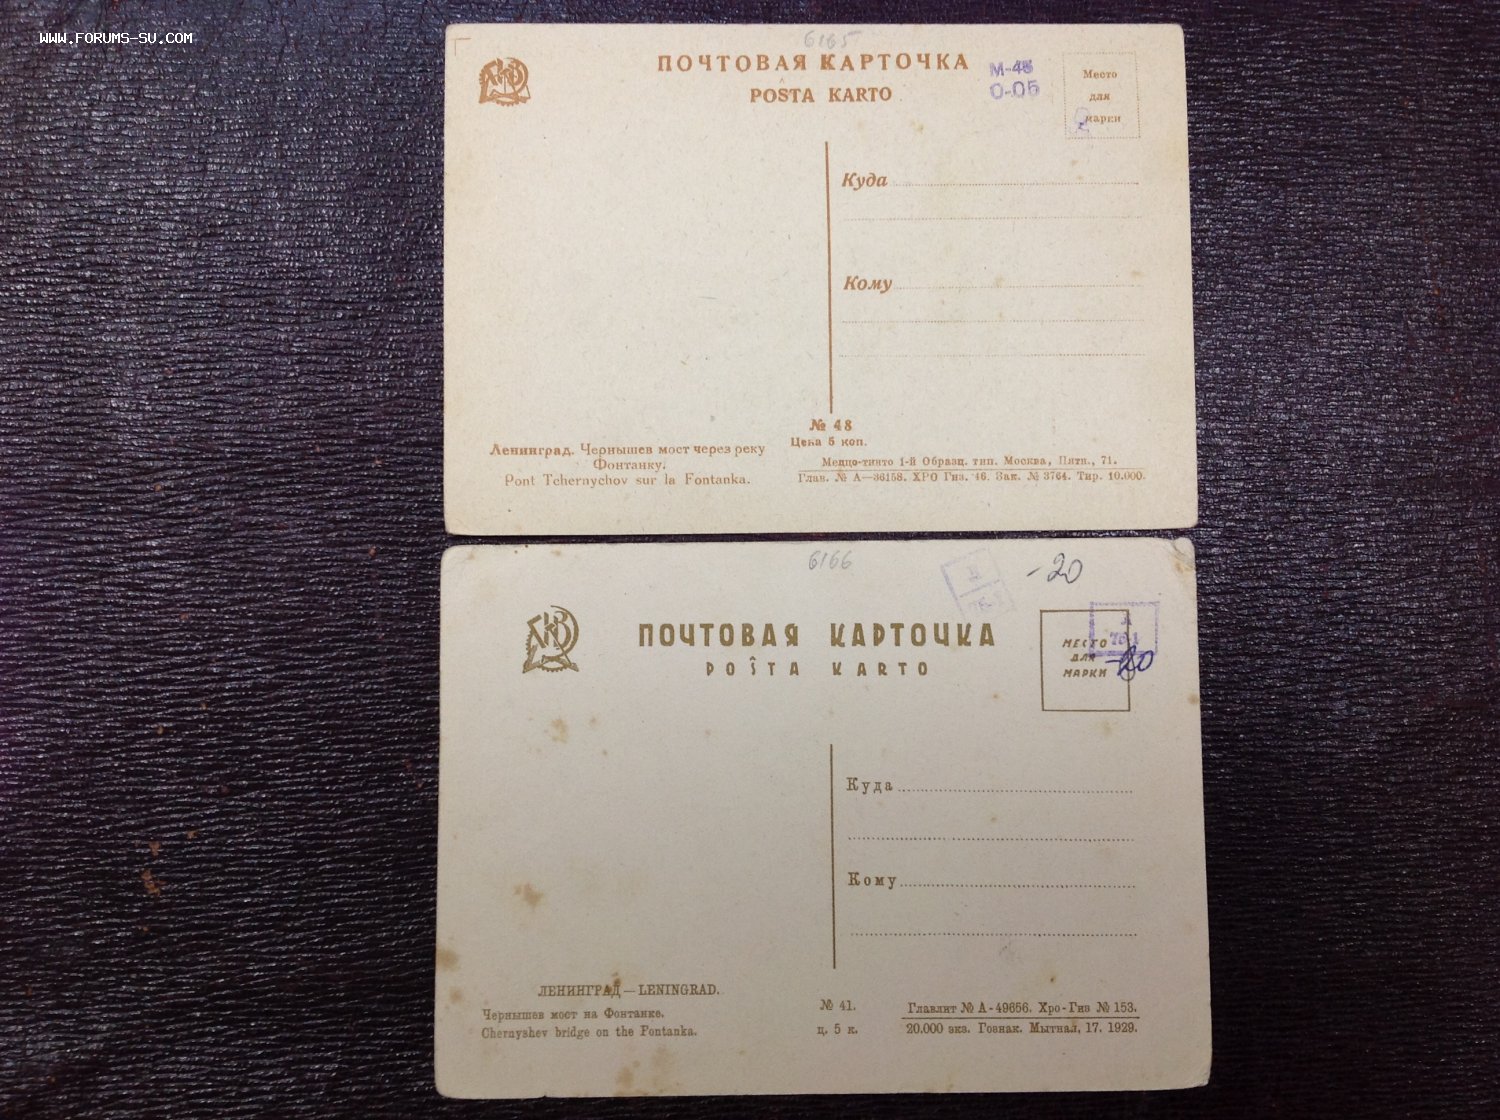 WWW.FORUMS-SU.COM
6165
ПОЧТОВАЯ КАРТОЧКА
POŜTA KARTO
М-45
О-05
Место
для
марки
Куда
Кому
№ 48
Цена 5 коп.
Ленинград. Чернышев мост через реку
Фонтанку.
Pont Tchernychov sur la Fontanka.
Меццо-тинто 1-й Образц. тип. Москва, Пятн., 71.
Глав. № А—36158. ХРО Гиз. 46. Зак. № 3764. Тир. 10.000.
6166
-20
ПОЧТОВАЯ КАРТОЧКА
POŜTA KARTO
МЕСТО
ДЛЯ
МАРКИ
Куда
Кому
ЛЕНИНГРАД — LENINGRAD.
Чернышев мост на Фонтанке.
Chernyshev bridge on the Fontanka.
№ 41.
ц. 5 к.
Главлит № А - 49656. Хро-Гиз № 153.
20.000 экз. Гознак. Мытная, 17. 1929.